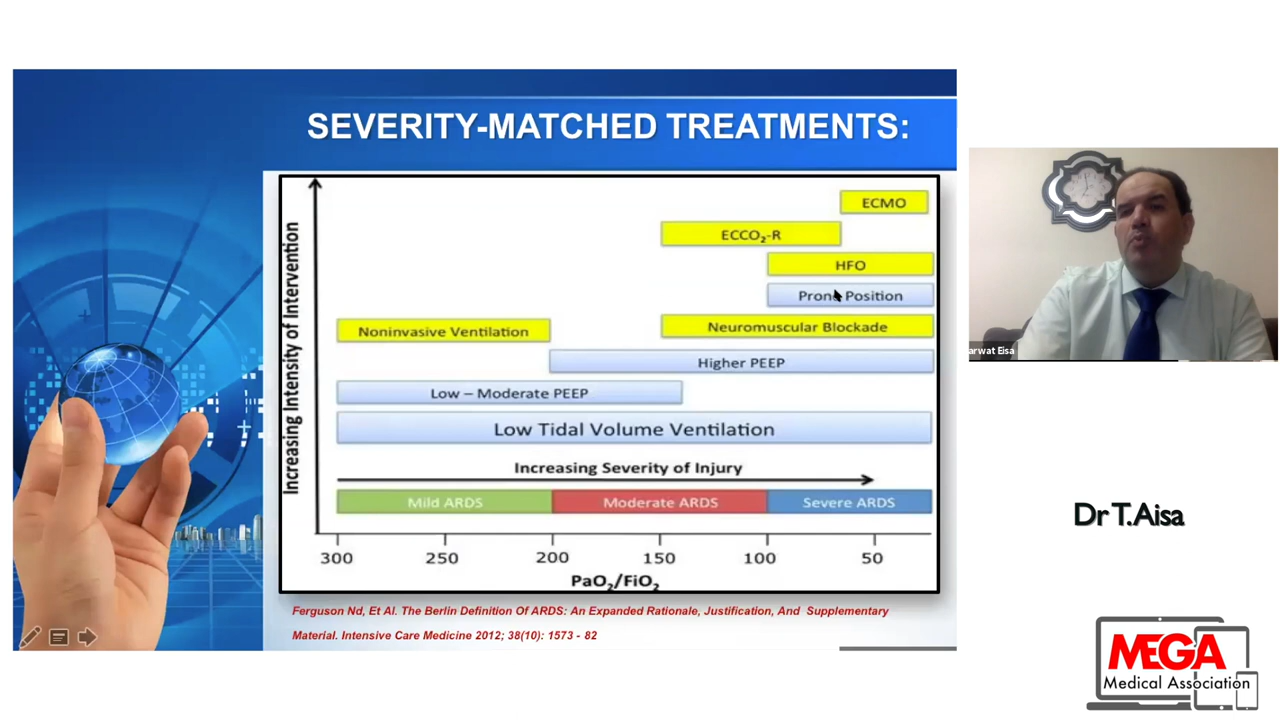 SEVERITY-MATCHED TREATMENTS:
Increasing Intensity of Intervention
ECMO
ECCO₂-R
HFO
Prone Position
Neuromuscular Blockade
Noninvasive Ventilation
Higher PEEP
Low – Moderate PEEP
Low Tidal Volume Ventilation
Increasing Severity of Injury
Mild ARDS
Moderate ARDS
Severe ARDS
300 250 200 150 100 50
PaO₂/FiO₂
Ferguson Nd, Et Al. The Berlin Definition Of ARDS: An Expanded Rationale, Justification, And Supplementary
Material. Intensive Care Medicine 2012; 38(10): 1573 - 82
arwat Eisa
Dr T.Aisa
MEGA
Medical Association